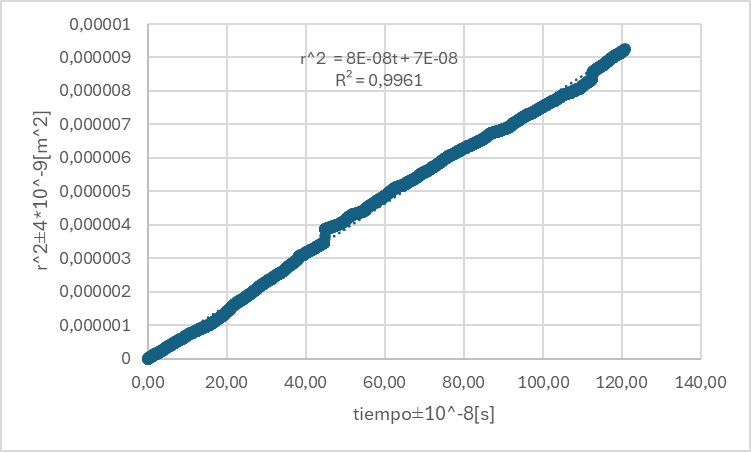 0,00001
0,000009
0,000008
0,000007
0,000006
0,000005
0,000004
0,000003
0,000002
0,000001
0
r^2±4*10^-9[m^2]
r^2 = 8E-08t + 7E-08
R² = 0,9961
0,00 20,00 40,00 60,00 80,00 100,00 120,00 140,00
tiempo±10^-8[s]